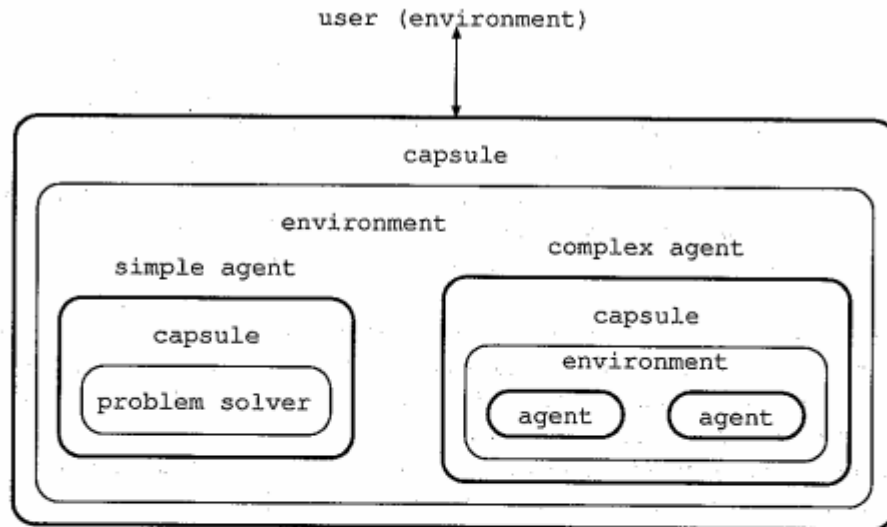 user (environment)
capsule
environment
simple agent
complex agent
capsule
capsule
problem solver
environment
agent
agent